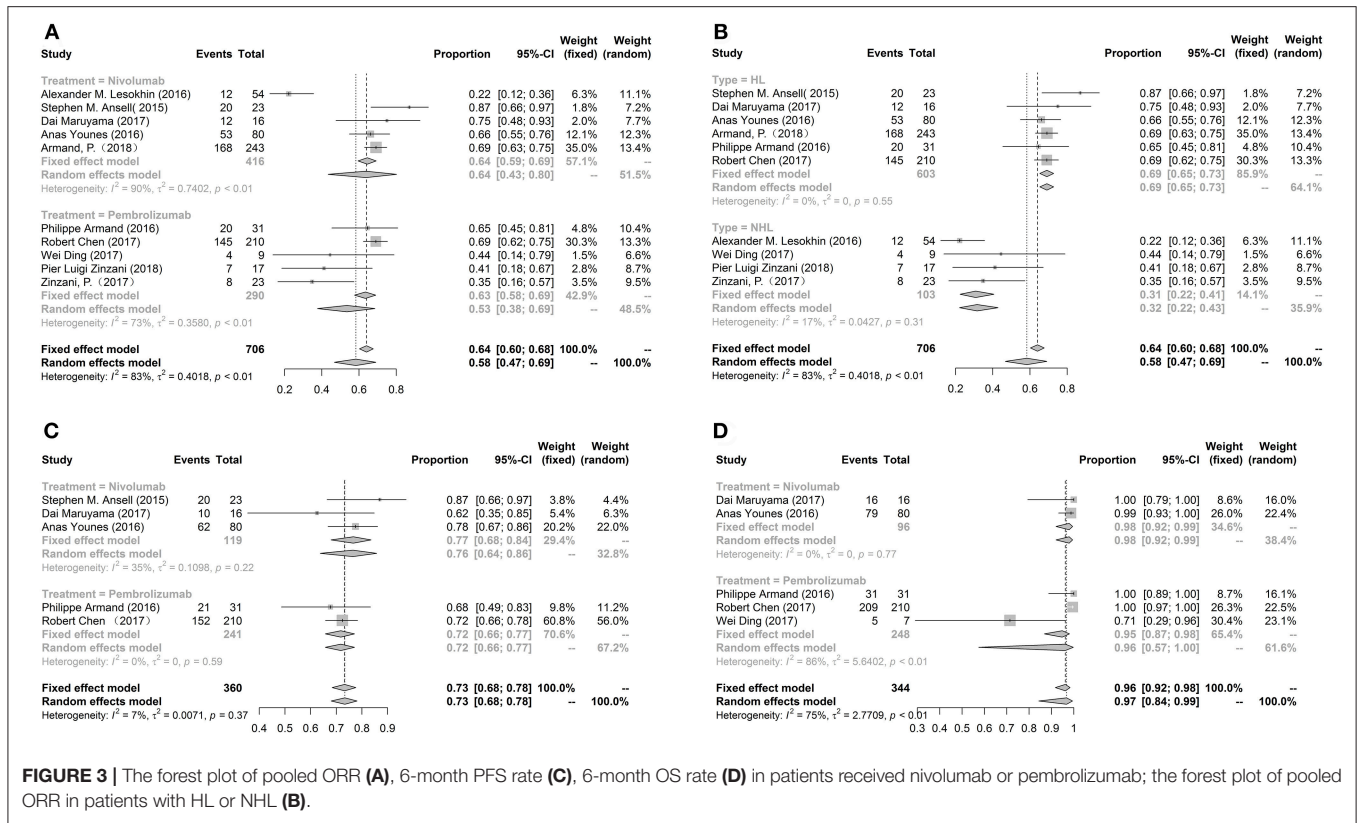 A
Study Events Total Proportion 95%-CI Weight (fixed) Weight (random)
Treatment = Nivolumab
Alexander M. Lesokhin (2016) 12 54 0.22 [0.12; 0.36] 6.3% 11.1%
Stephen M. Ansell( 2015) 20 23 0.87 [0.66; 0.97] 1.8% 7.2%
Dai Maruyama (2017) 12 16 0.75 [0.48; 0.93] 2.0% 7.7%
Anas Younes (2016) 53 80 0.66 [0.55; 0.76] 12.1% 12.3%
Armand, P.（2018) 168 243 0.69 [0.63; 0.75] 35.0% 13.4%
Fixed effect model 416 0.64 [0.59; 0.69] 57.1% --
Random effects model 0.64 [0.43; 0.80] -- 51.5%
Heterogeneity: I² = 90%, τ² = 0.7402, p < 0.01
Treatment = Pembrolizumab
Philippe Armand (2016) 20 31 0.65 [0.45; 0.81] 4.8% 10.4%
Robert Chen (2017) 145 210 0.69 [0.62; 0.75] 30.3% 13.3%
Wei Ding (2017) 4 9 0.44 [0.14; 0.79] 1.5% 6.6%
Pier Luigi Zinzani (2018) 7 17 0.41 [0.18; 0.67] 2.8% 8.7%
Zinzani, P. （2017) 8 23 0.35 [0.16; 0.57] 3.5% 9.5%
Fixed effect model 290 0.63 [0.58; 0.69] 42.9% --
Random effects model 0.53 [0.38; 0.69] -- 48.5%
Heterogeneity: I² = 73%, τ² = 0.3580, p < 0.01
Fixed effect model 706 0.64 [0.60; 0.68] 100.0% --
Random effects model 0.58 [0.47; 0.69] -- 100.0%
Heterogeneity: I² = 83%, τ² = 0.4018, p < 0.01
0.2 0.4 0.6 0.8
B
Study Events Total Proportion 95%-CI Weight (fixed) Weight (random)
Type = HL
Stephen M. Ansell( 2015) 20 23 0.87 [0.66; 0.97] 1.8% 7.2%
Dai Maruyama (2017) 12 16 0.75 [0.48; 0.93] 2.0% 7.7%
Anas Younes (2016) 53 80 0.66 [0.55; 0.76] 12.1% 12.3%
Armand, P.（2018) 168 243 0.69 [0.63; 0.75] 35.0% 13.4%
Philippe Armand (2016) 20 31 0.65 [0.45; 0.81] 4.8% 10.4%
Robert Chen (2017) 145 210 0.69 [0.62; 0.75] 30.3% 13.3%
Fixed effect model 603 0.69 [0.65; 0.73] 85.9% --
Random effects model 0.69 [0.65; 0.73] -- 64.1%
Heterogeneity: I² = 0%, τ² = 0, p = 0.55
Type = NHL
Alexander M. Lesokhin (2016) 12 54 0.22 [0.12; 0.36] 6.3% 11.1%
Wei Ding (2017) 4 9 0.44 [0.14; 0.79] 1.5% 6.6%
Pier Luigi Zinzani (2018) 7 17 0.41 [0.18; 0.67] 2.8% 8.7%
Zinzani, P. （2017) 8 23 0.35 [0.16; 0.57] 3.5% 9.5%
Fixed effect model 103 0.31 [0.22; 0.41] 14.1% --
Random effects model 0.32 [0.22; 0.43] -- 35.9%
Heterogeneity: I² = 17%, τ² = 0.0427, p = 0.31
Fixed effect model 706 0.64 [0.60; 0.68] 100.0% --
Random effects model 0.58 [0.47; 0.69] -- 100.0%
Heterogeneity: I² = 83%, τ² = 0.4018, p < 0.01
0.2 0.4 0.6 0.8
C
Study Events Total Proportion 95%-CI Weight (fixed) Weight (random)
Treatment = Nivolumab
Stephen M. Ansell (2015) 20 23 0.87 [0.66; 0.97] 3.8% 4.4%
Dai Maruyama (2017) 10 16 0.62 [0.35; 0.85] 5.4% 6.3%
Anas Younes (2016) 62 80 0.78 [0.67; 0.86] 20.2% 22.0%
Fixed effect model 119 0.77 [0.68; 0.84] 29.4% --
Random effects model 0.76 [0.64; 0.86] -- 32.8%
Heterogeneity: I² = 35%, τ² = 0.1098, p = 0.22
Treatment = Pembrolizumab
Philippe Armand (2016) 21 31 0.68 [0.49; 0.83] 9.8% 11.2%
Robert Chen （2017) 152 210 0.72 [0.66; 0.78] 60.8% 56.0%
Fixed effect model 241 0.72 [0.66; 0.77] 70.6% --
Random effects model 0.72 [0.66; 0.77] -- 67.2%
Heterogeneity: I² = 0%, τ² = 0, p = 0.59
Fixed effect model 360 0.73 [0.68; 0.78] 100.0% --
Random effects model 0.73 [0.68; 0.78] -- 100.0%
Heterogeneity: I² = 7%, τ² = 0.0071, p = 0.37
0.4 0.5 0.6 0.7 0.8 0.9
D
Study Events Total Proportion 95%-CI Weight (fixed) Weight (random)
Treatment = Nivolumab
Dai Maruyama (2017) 16 16 1.00 [0.79; 1.00] 8.6% 16.0%
Anas Younes (2016) 79 80 0.99 [0.93; 1.00] 26.0% 22.4%
Fixed effect model 96 0.98 [0.92; 0.99] 34.6% --
Random effects model 0.98 [0.92; 0.99] -- 38.4%
Heterogeneity: I² = 0%, τ² = 0, p = 0.77
Treatment = Pembrolizumab
Philippe Armand (2016) 31 31 1.00 [0.89; 1.00] 8.7% 16.1%
Robert Chen (2017) 209 210 1.00 [0.97; 1.00] 26.3% 22.5%
Wei Ding (2017) 5 7 0.71 [0.29; 0.96] 30.4% 23.1%
Fixed effect model 248 0.95 [0.87; 0.98] 65.4% --
Random effects model 0.96 [0.57; 1.00] -- 61.6%
Heterogeneity: I² = 86%, τ² = 5.6402, p < 0.01
Fixed effect model 344 0.96 [0.92; 0.98] 100.0% --
Random effects model 0.97 [0.84; 0.99] -- 100.0%
Heterogeneity: I² = 75%, τ² = 2.7709, p < 0.01
0.3 0.4 0.5 0.6 0.7 0.8 0.9 1
FIGURE 3 | The forest plot of pooled ORR (A), 6-month PFS rate (C), 6-month OS rate (D) in patients received nivolumab or pembrolizumab; the forest plot of pooled
ORR in patients with HL or NHL (B).